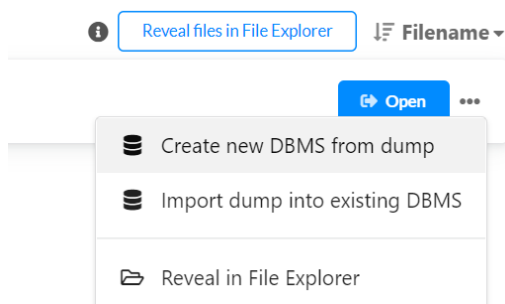 Reveal files in File Explorer
Filename
Open
Create new DBMS from dump
Import dump into existing DBMS
Reveal in File Explorer